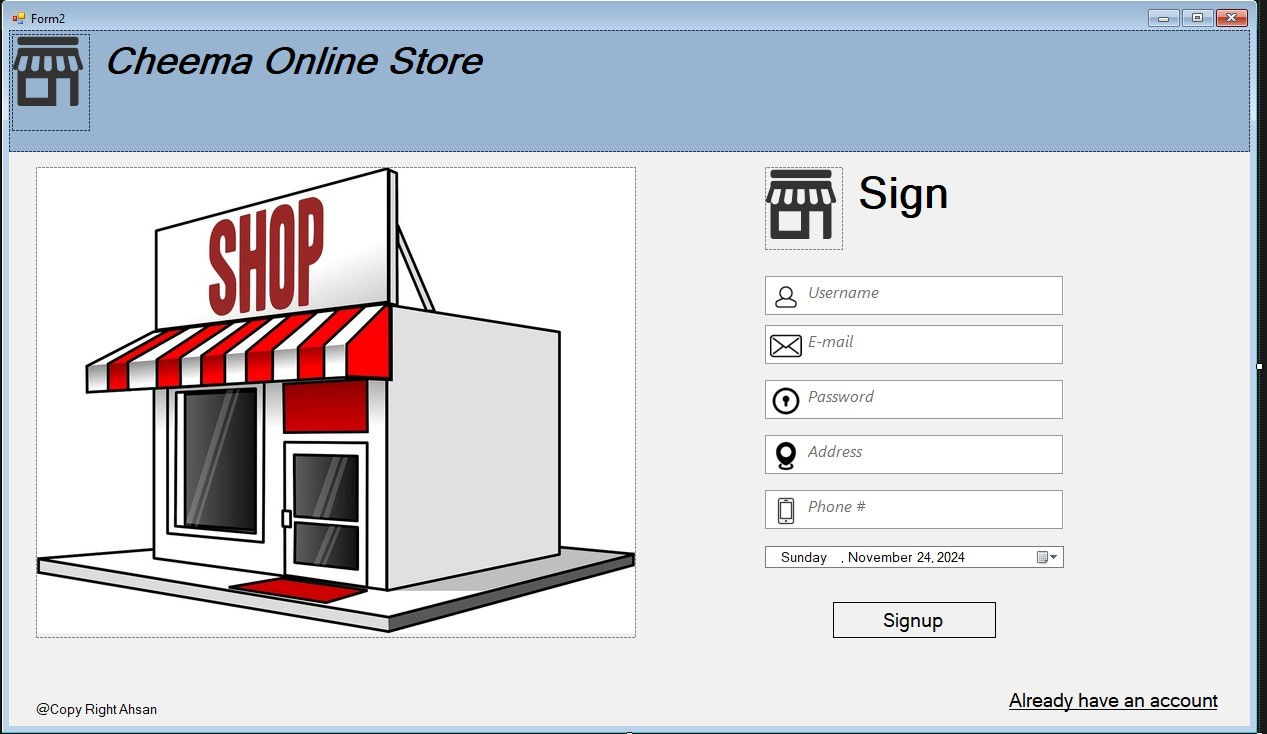 Form2
Cheema Online Store
SHOP
Sign
Username
E-mail
Password
Address
Phone #
Sunday , November 24, 2024
Signup
Already have an account
@Copy Right Ahsan